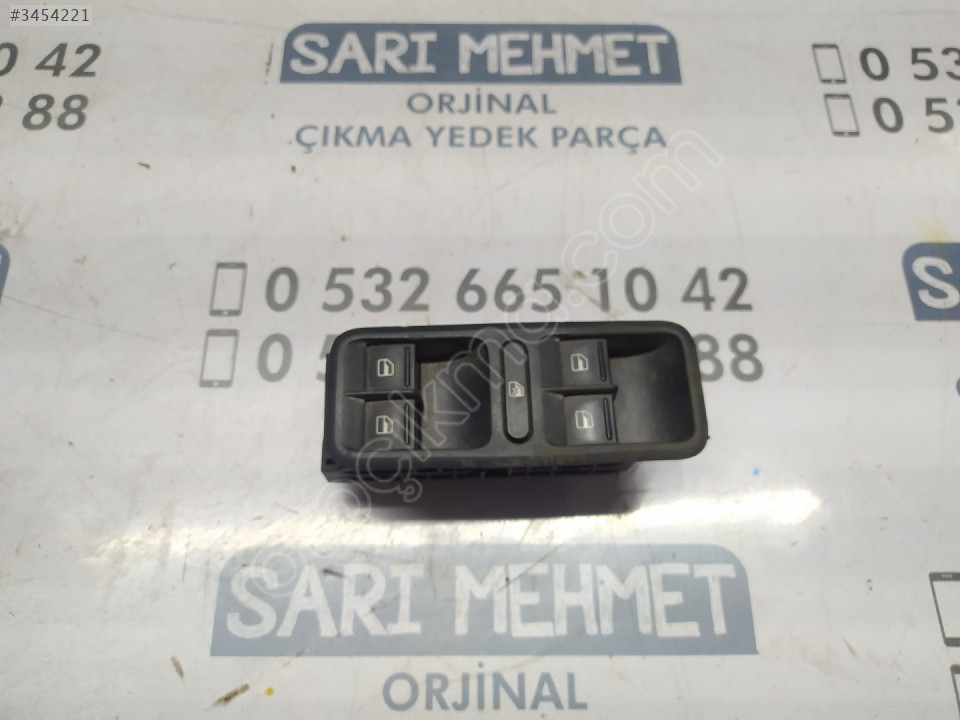 #3454221
0 42
88
SARI MEHMET
ORJİNAL
ÇIKMA YEDEK PARÇA
0 53
0 53
0 532 665 10 42
0 5 88
SARI MEHMET
ORJİNAL